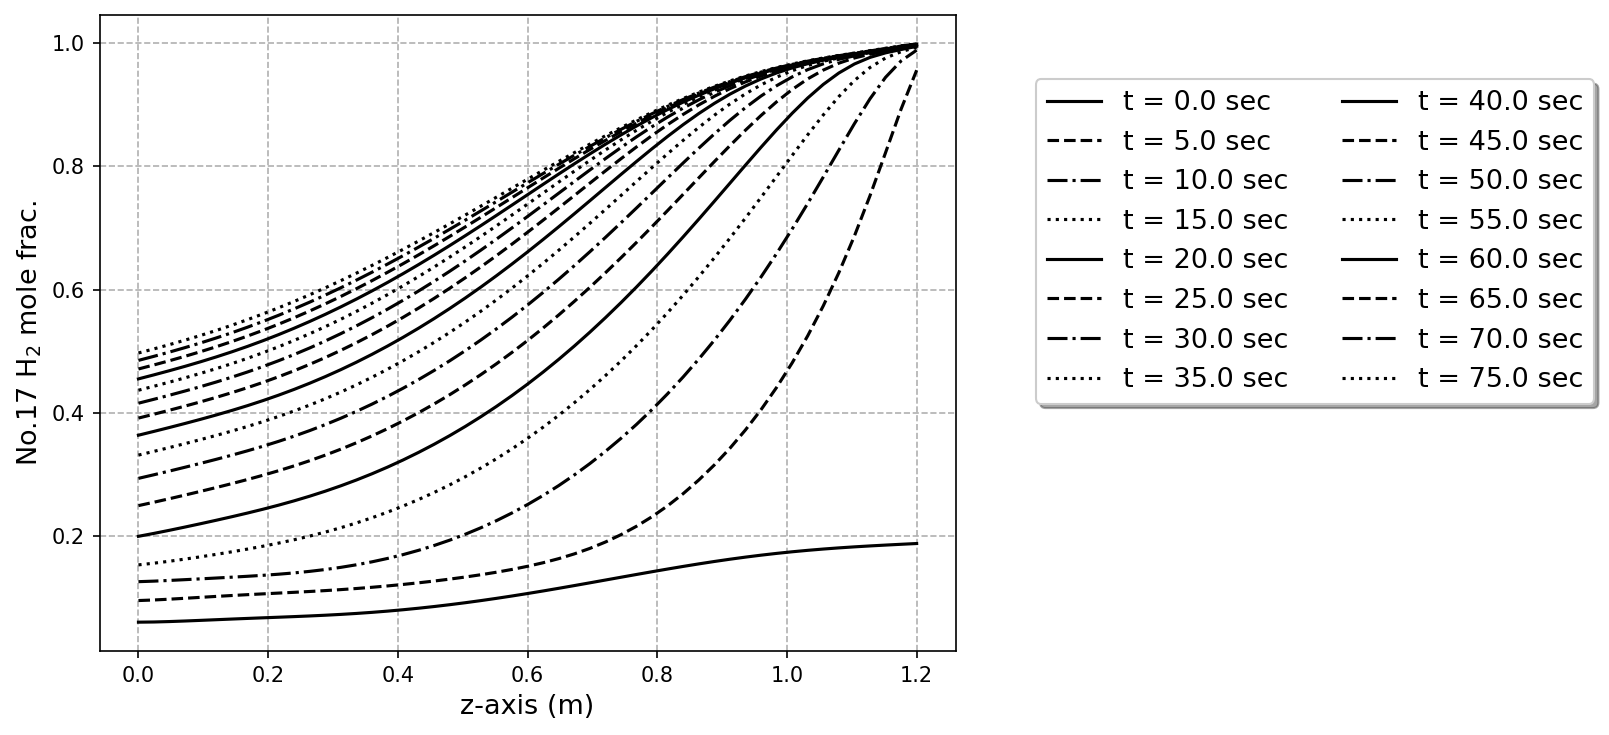 1.0
0.8
0.6
0.4
0.2
No.17 H₂ mole frac.
0.0 0.2 0.4 0.6 0.8 1.0 1.2
z-axis (m)
t = 0.0 sec
t = 5.0 sec
t = 10.0 sec
t = 15.0 sec
t = 20.0 sec
t = 25.0 sec
t = 30.0 sec
t = 35.0 sec
t = 40.0 sec
t = 45.0 sec
t = 50.0 sec
t = 55.0 sec
t = 60.0 sec
t = 65.0 sec
t = 70.0 sec
t = 75.0 sec